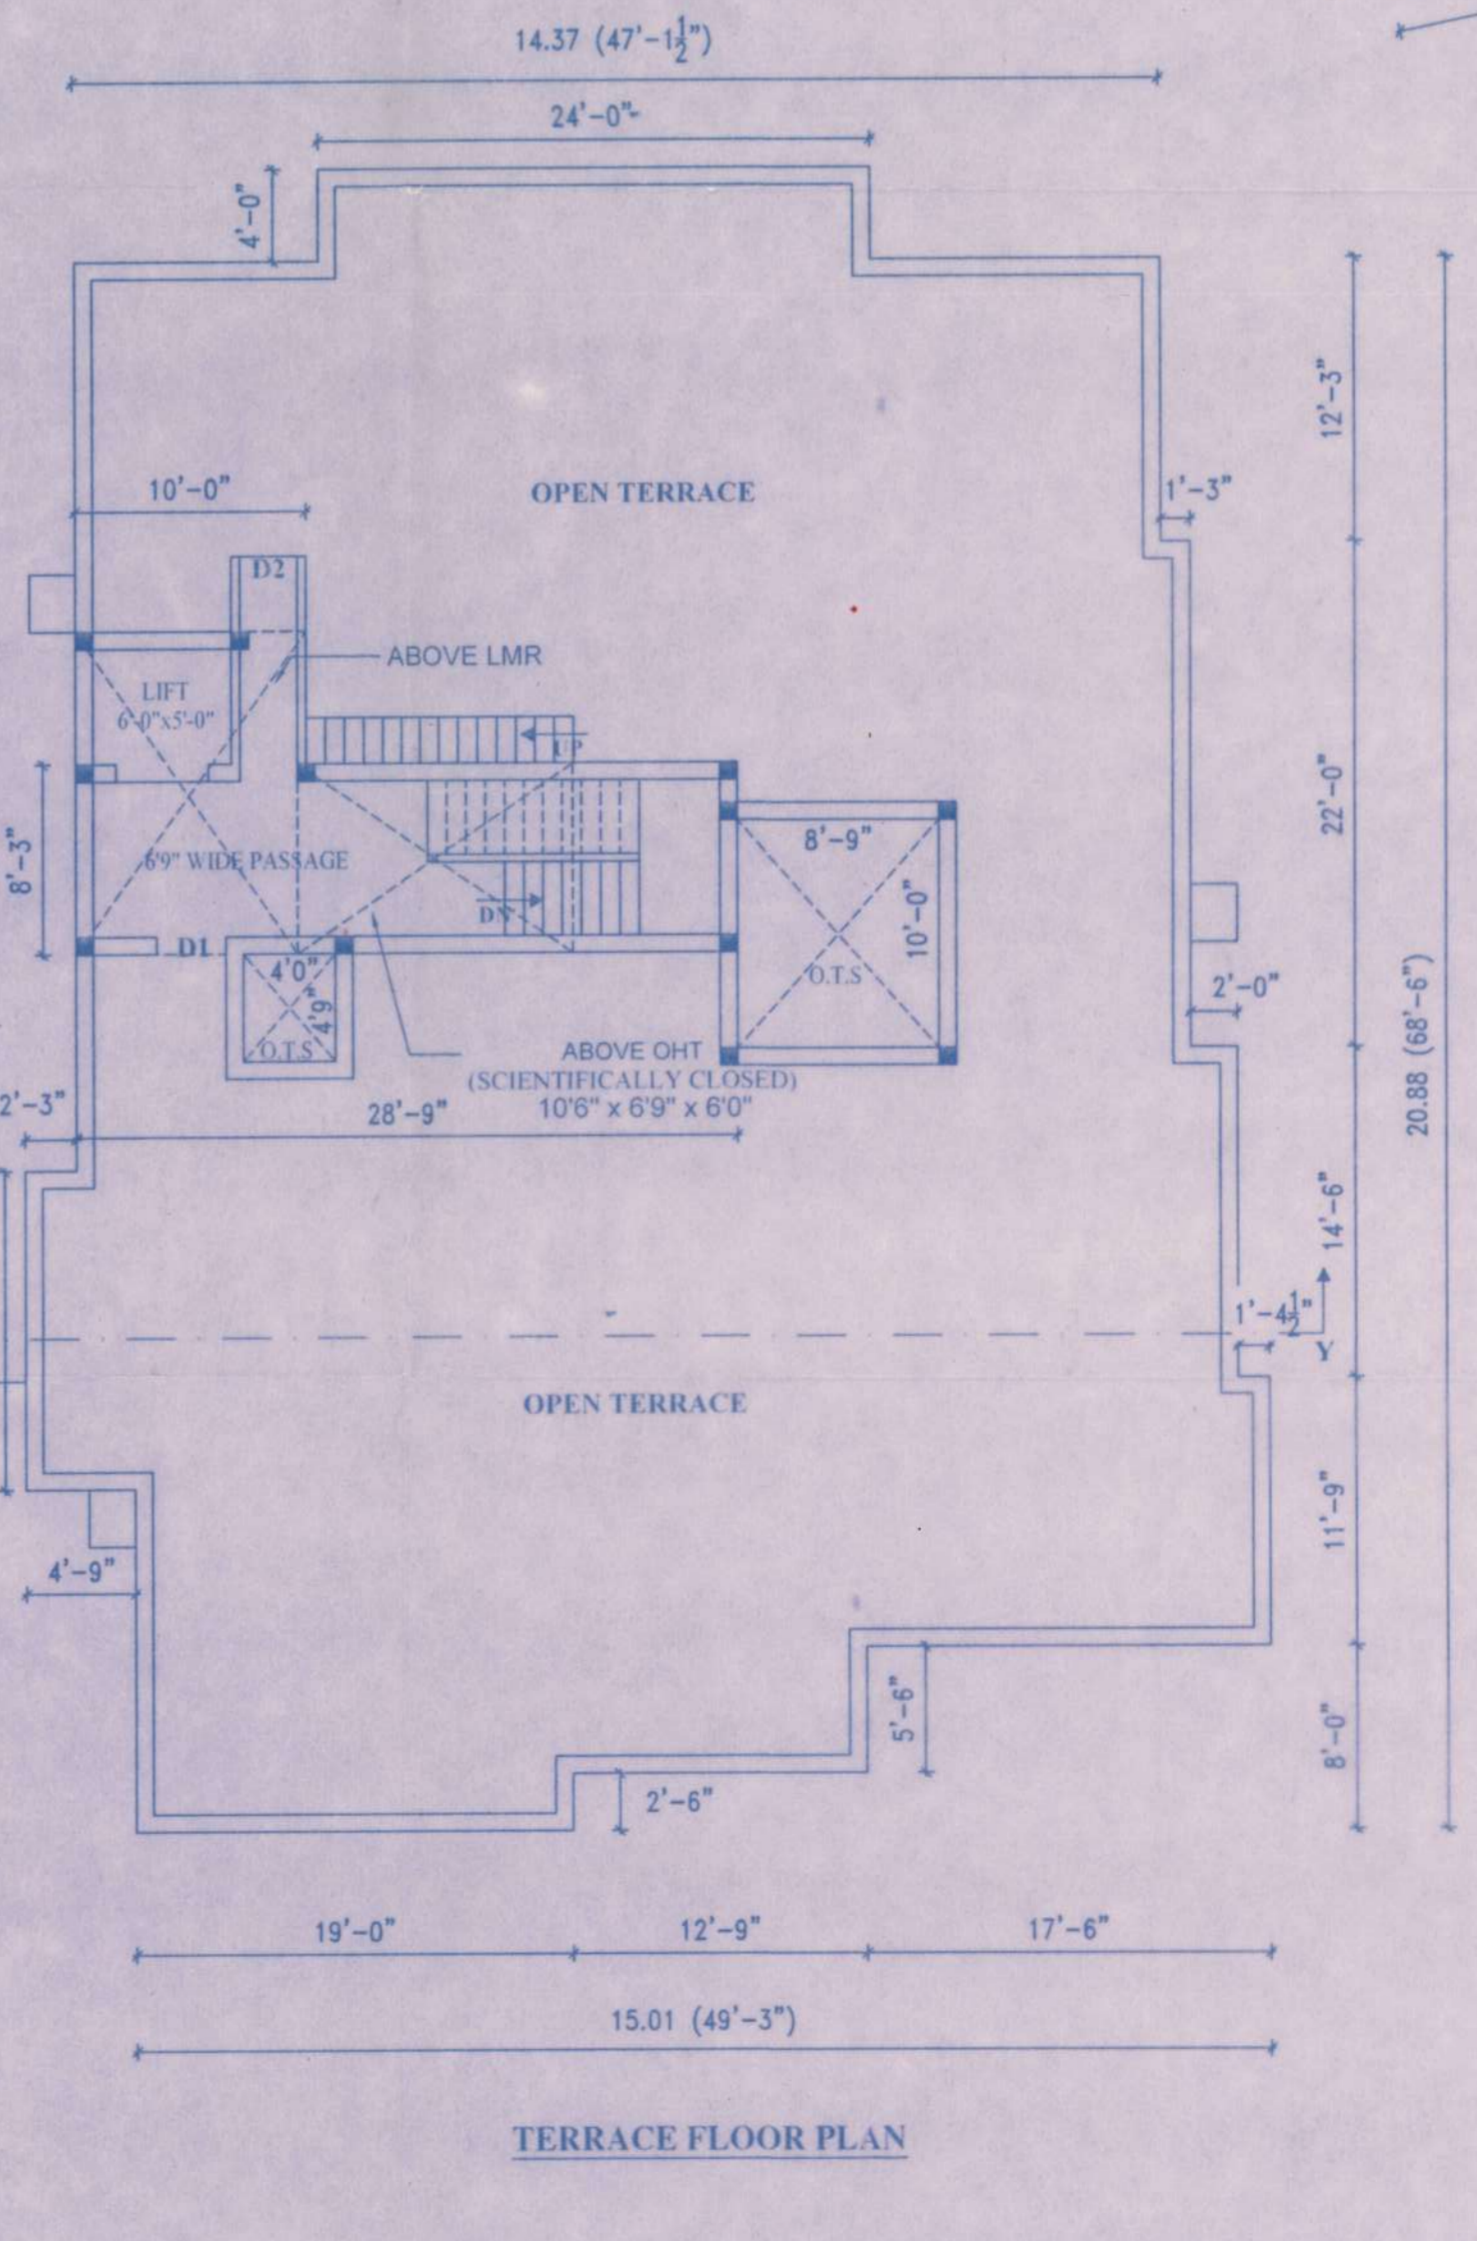 14.37 (47'-1½")
24'-0"
4'-0"
12'-3"
10'-0"
OPEN TERRACE
1'-3"
D2
ABOVE LMR
LIFT
6'-0"x5'-0"
UP
22'-0"
8'-3"
8'-9"
6'9" WIDE PASSAGE
10'-0"
DN
D1
4'0"
4'9"
O.T.S
O.T.S
2'-0"
20.88 (68'-6")
ABOVE OHT
(SCIENTIFICALLY CLOSED)
10'6" x 6'9" x 6'0"
2'-3"
28'-9"
14'-6"
1'-4½"
Y
OPEN TERRACE
11'-9"
4'-9"
5'-6"
8'-0"
2'-6"
19'-0"
12'-9"
17'-6"
15.01 (49'-3")
TERRACE FLOOR PLAN